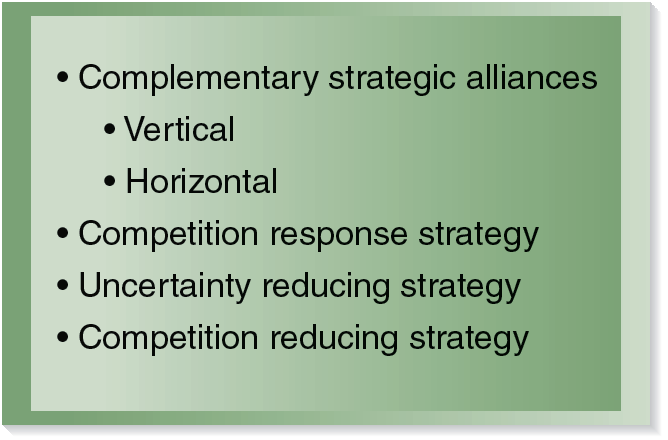 • Complementary strategic alliances
• Vertical
• Horizontal
• Competition response strategy
• Uncertainty reducing strategy
• Competition reducing strategy